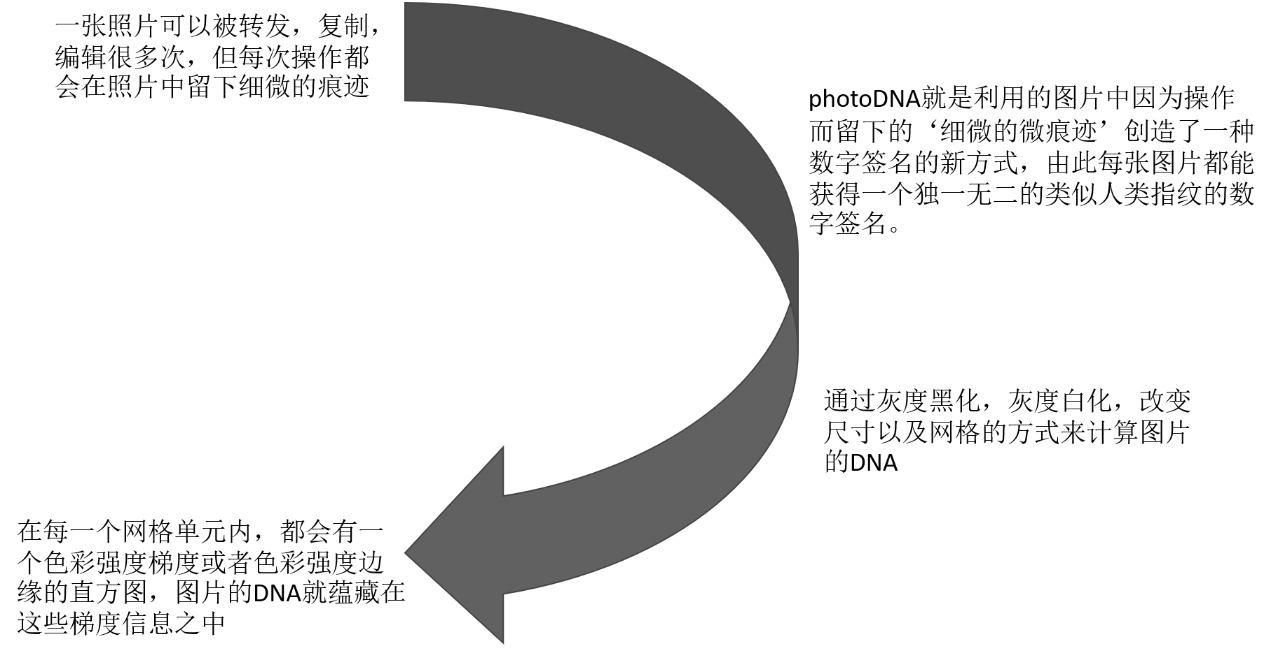 一张照片可以被转发，复制，
编辑很多次，但每次操作都
会在照片中留下细微的痕迹
photoDNA就是利用的图片中因为操作
而留下的‘细微的微痕迹’创造了一种
数字签名的新方式，由此每张图片都能
获得一个独一无二的类似人类指纹的数
字签名。
通过灰度黑化，灰度白化，改变
尺寸以及网格的方式来计算图片
的DNA
在每一个网格单元内，都会有一
个色彩强度梯度或者色彩强度边
缘的直方图，图片的DNA就蕴藏在
这些梯度信息之中